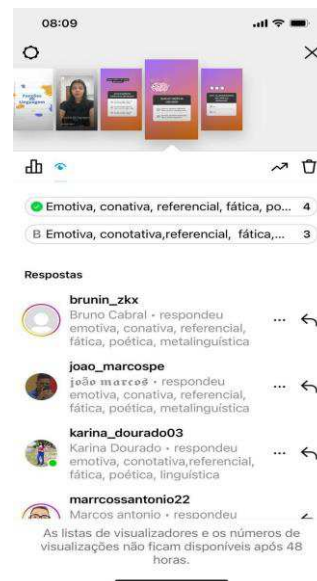 08:09
Funções
Linguagem
Emotiva, conativa, referencial, fática, po... 4
B Emotiva, conotativa,referencial, fática,... 3
Respostas
brunin_zkx
Bruno Cabral • respondeu
emotiva, conativa, referencial,
fática, poética, metalinguística
joao_marcospe
𝖏𝖔ã𝖔 𝖒𝖆𝖗𝖈𝖔𝖘 • respondeu
emotiva, conativa, referencial,
fática, poética, metalinguística
karina_dourado03
Karina Dourado • respondeu
emotiva, conotativa,referencial,
fática, poética, linguística
marrcossantonio22
Marcos antonio • respondeu
As listas de visualizadores e os números de
visualizações não ficam disponíveis após 48
horas.